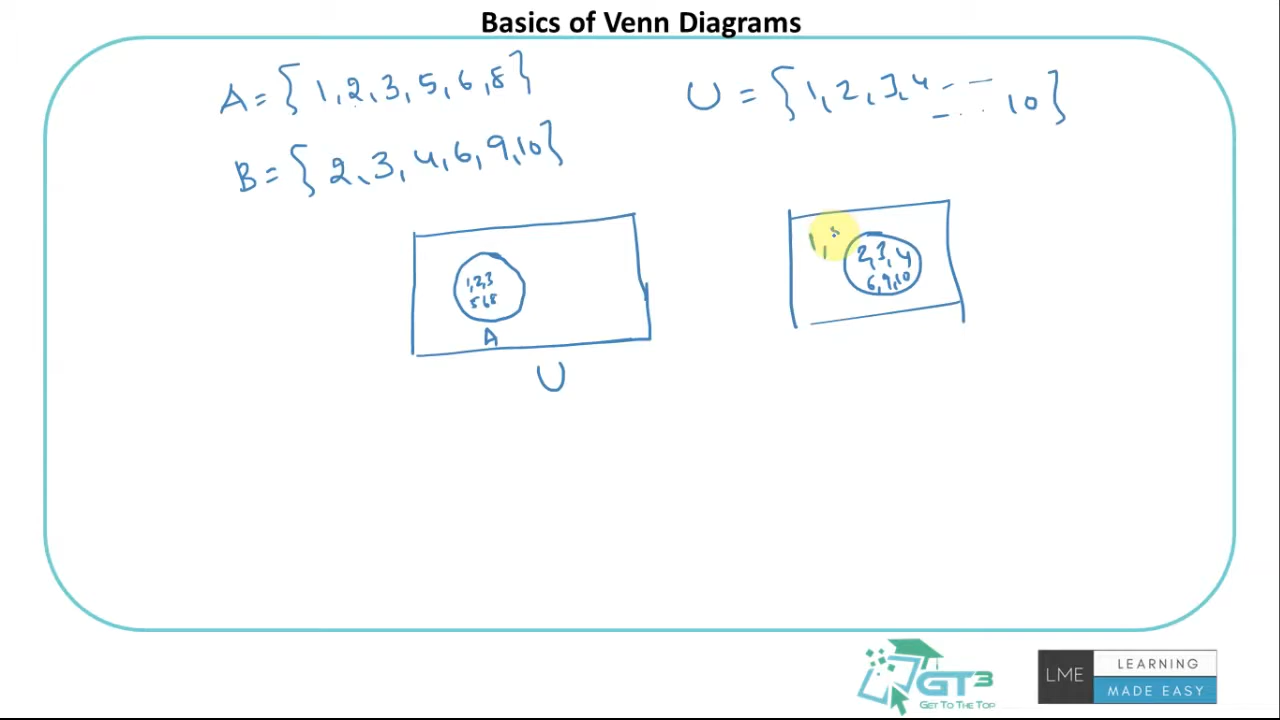 Basics of Venn Diagrams
A = { 1, 2, 3, 5, 6, 8 }
U = { 1, 2, 3, 4 - - - ... 10 }
B = { 2, 3, 4, 6, 9, 10 }
1, 2, 3
5 6 8
A
U
1,
2, 3, 4
6, 9, 10
GT3
GET TO THE TOP
LME
LEARNING
MADE EASY